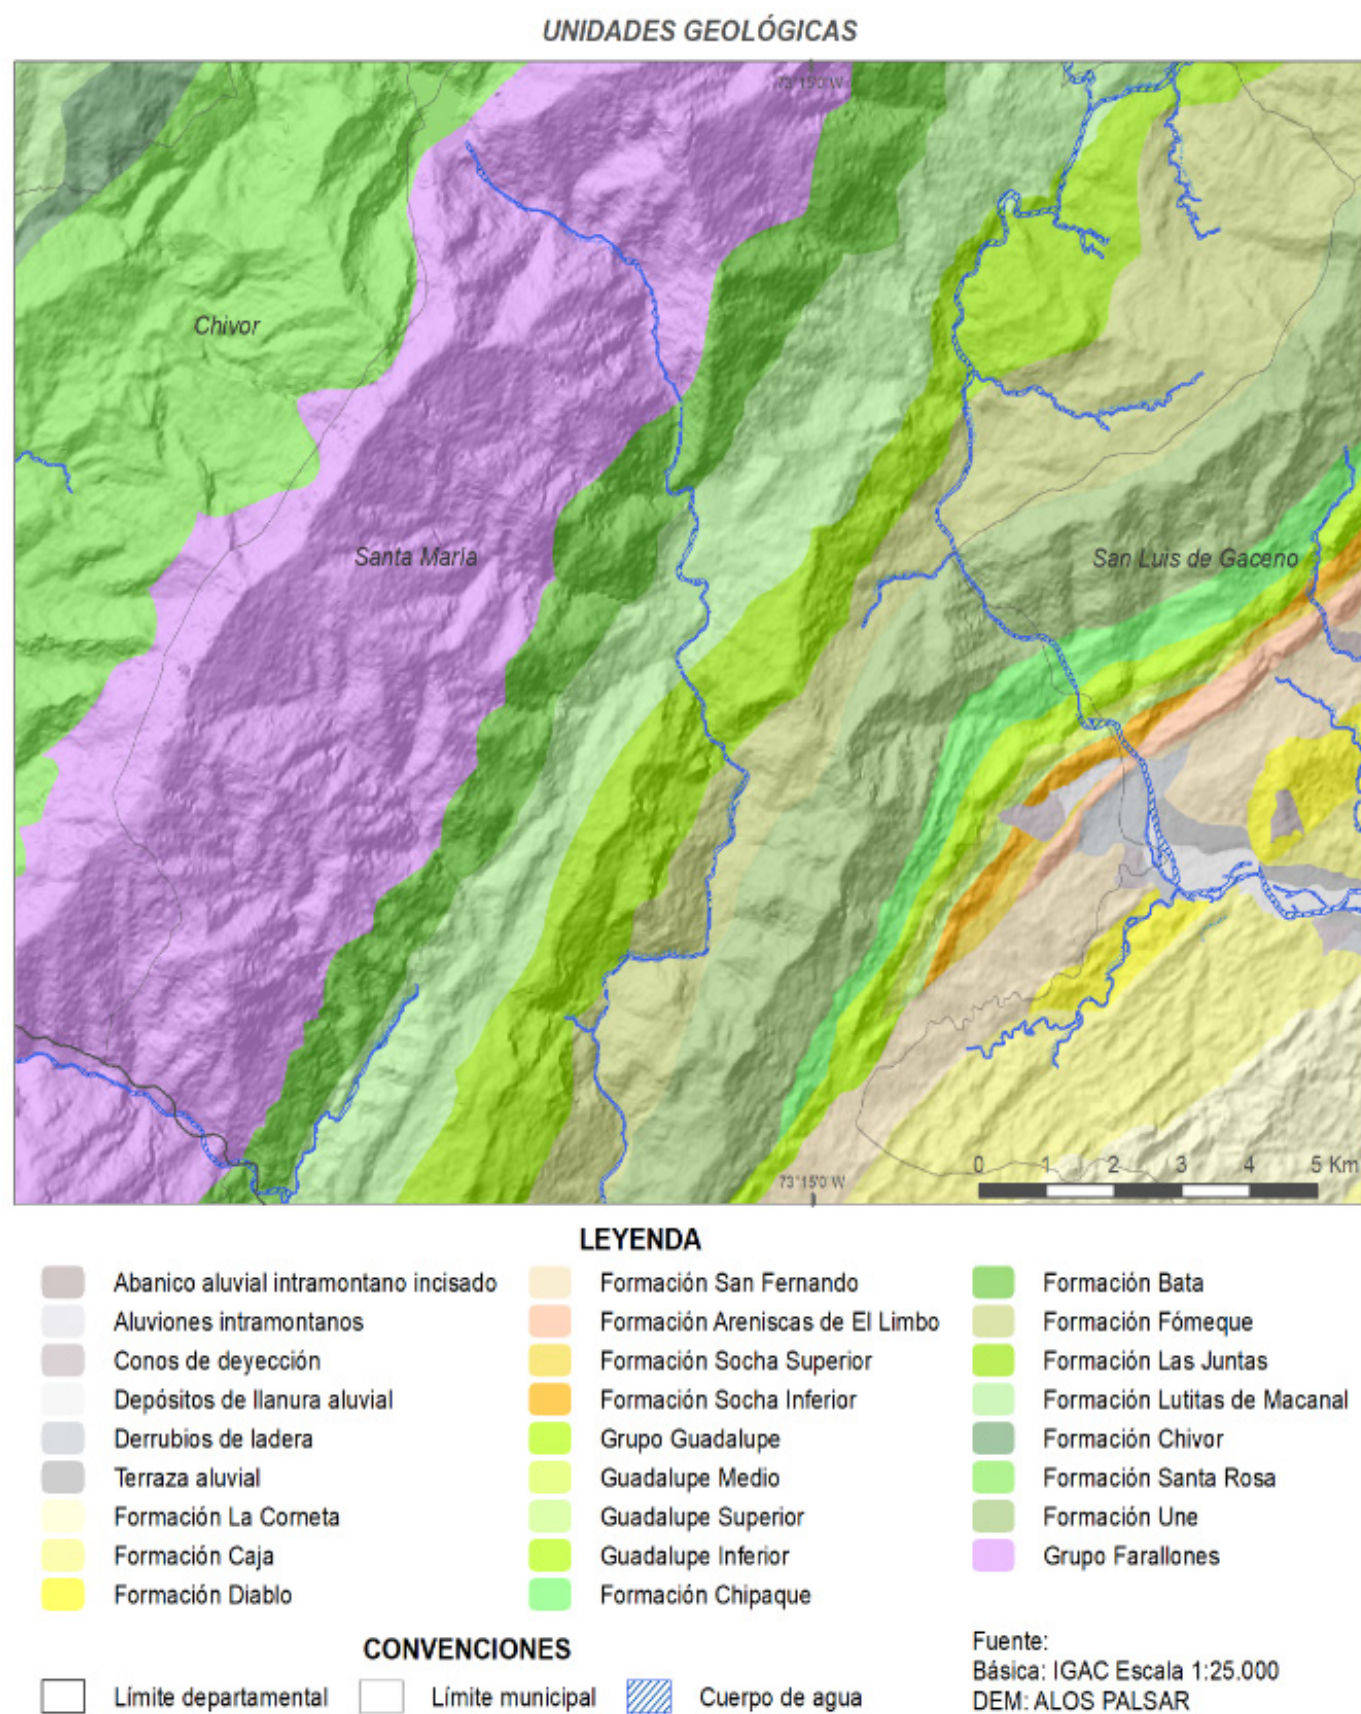 UNIDADES GEOLÓGICAS
73°15'0"W
Chivor
Santa María
San Luis de Gaceno
0 1 2 3 4 5 Km
73°15'0"W
LEYENDA
Abanico aluvial intramontano incisado
Aluviones intramontanos
Conos de deyección
Depósitos de llanura aluvial
Derrubios de ladera
Terraza aluvial
Formación La Corneta
Formación Caja
Formación Diablo
Formación San Fernando
Formación Areniscas de El Limbo
Formación Socha Superior
Formación Socha Inferior
Grupo Guadalupe
Guadalupe Medio
Guadalupe Superior
Guadalupe Inferior
Formación Chipaque
Formación Bata
Formación Fómeque
Formación Las Juntas
Formación Lutitas de Macanal
Formación Chivor
Formación Santa Rosa
Formación Une
Grupo Farallones
CONVENCIONES
Límite departamental
Límite municipal
Cuerpo de agua
Fuente:
Básica: IGAC Escala 1:25.000
DEM: ALOS PALSAR